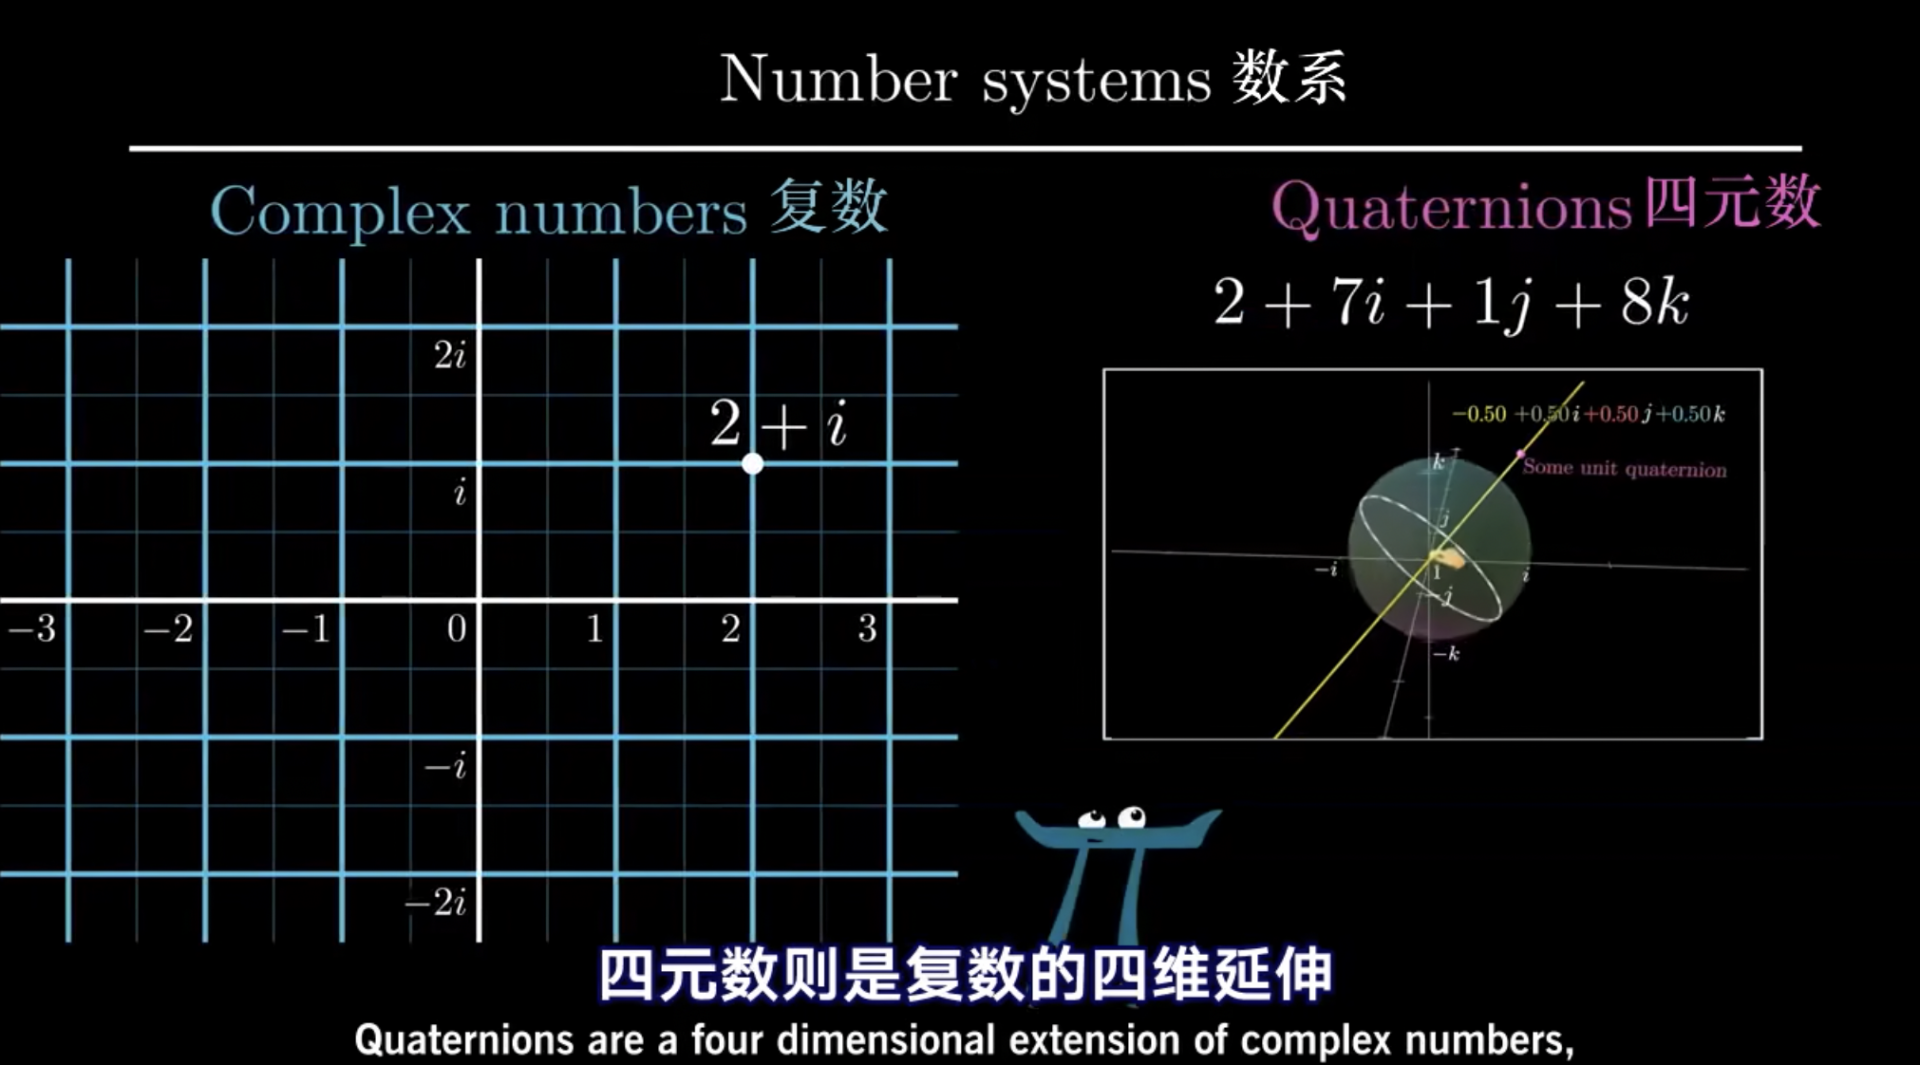 Number systems 数系
Complex numbers 复数
2i
2 + i
i
−3 −2 −1 0 1 2 3
−i
−2i
Quaternions 四元数
2 + 7i + 1j + 8k
−0.50 +0.50i+0.50j+0.50k
Some unit quaternion
k
j
−i 1 i
−j
−k
四元数则是复数的四维延伸
Quaternions are a four dimensional extension of complex numbers,